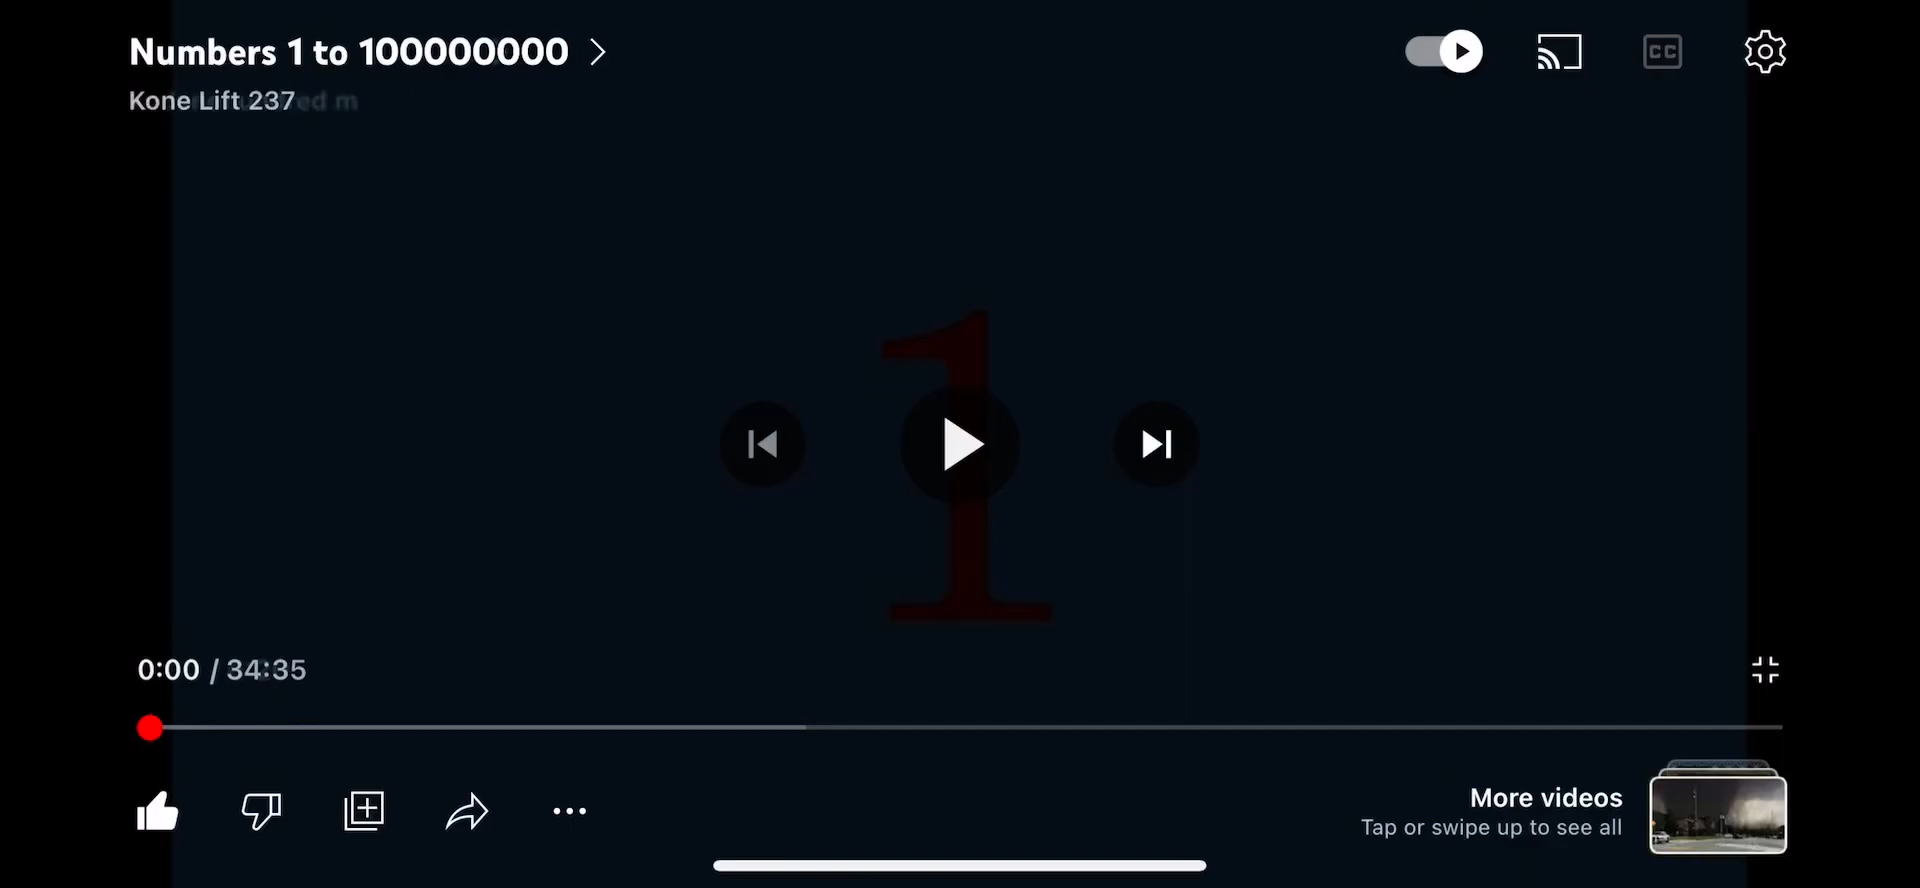 Numbers 1 to 100000000
Kone Lift 237
CC
1
0:00 / 34:35
More videos
Tap or swipe up to see all